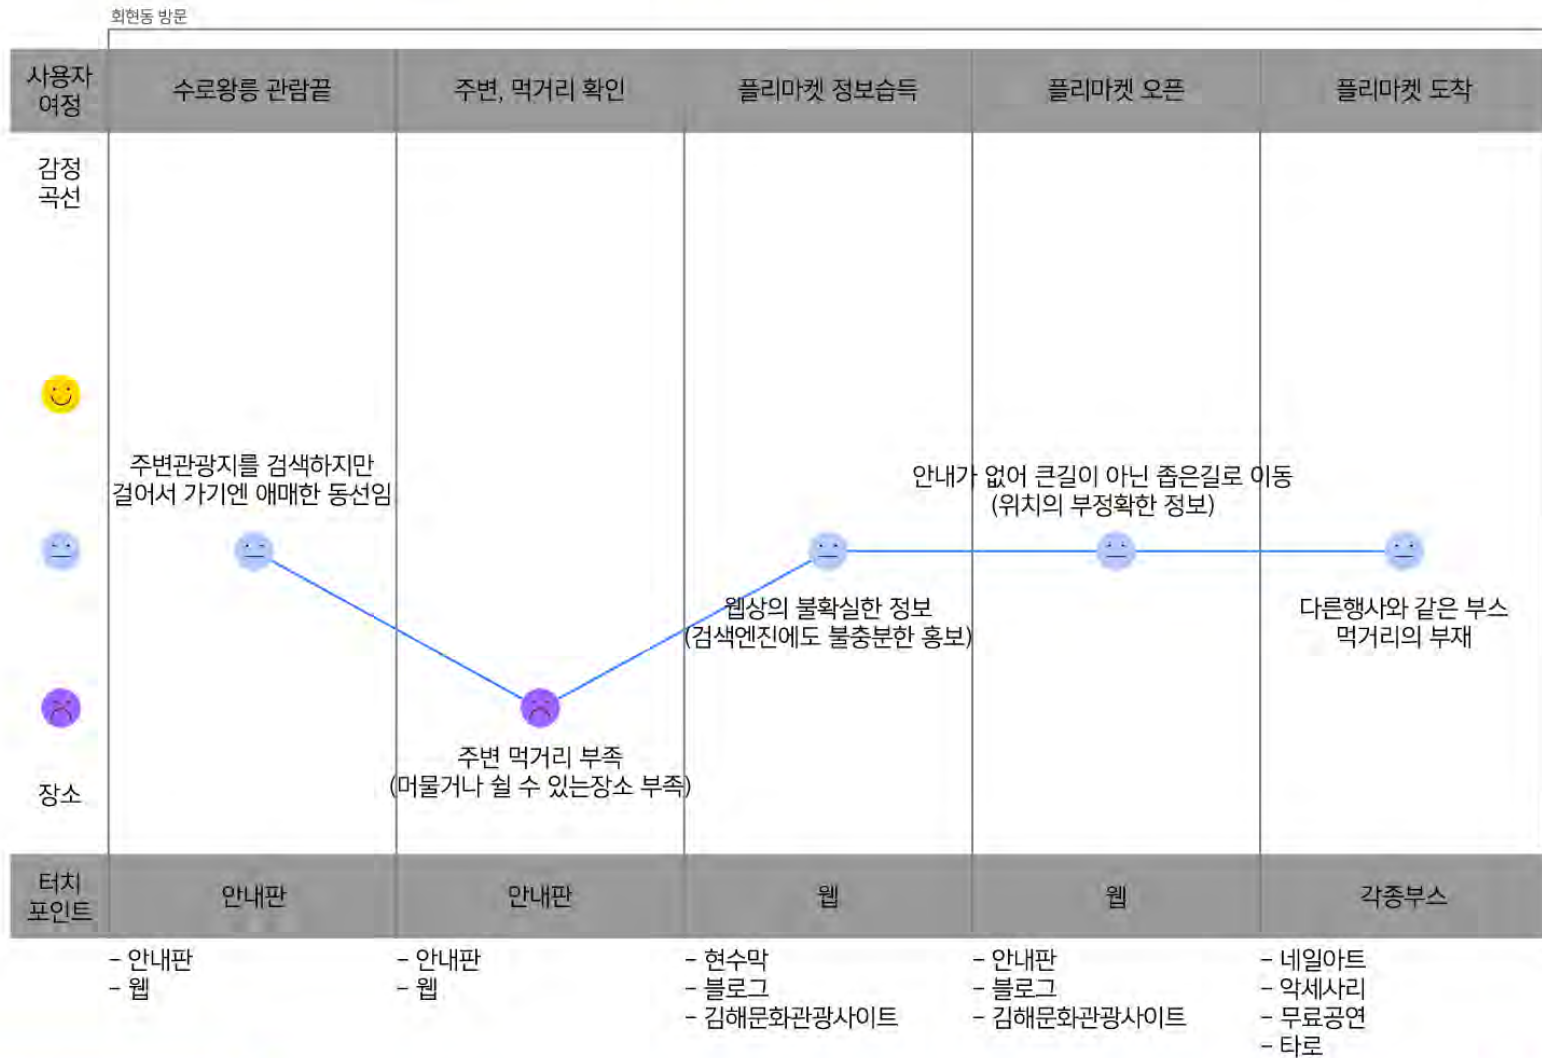 회현동 방문
사용자
여정
수로왕릉 관람끝
주변, 먹거리 확인
플리마켓 정보습득
플리마켓 오픈
플리마켓 도착
감정
곡선
주변관광지를 검색하지만
걸어서 가기엔 애매한 동선임
안내가 없어 큰길이 아닌 좁은길로 이동
(위치의 부정확한 정보)
웹상의 불확실한 정보
(검색엔진에도 불충분한 홍보)
다른행사와 같은 부스
먹거리의 부재
주변 먹거리 부족
(머물거나 쉴 수 있는장소 부족)
장소
터치
포인트
안내판
안내판
웹
웹
각종부스
– 안내판
– 웹
– 안내판
– 웹
– 현수막
– 블로그
– 김해문화관광사이트
– 안내판
– 블로그
– 김해문화관광사이트
– 네일아트
– 악세사리
– 무료공연
– 타로